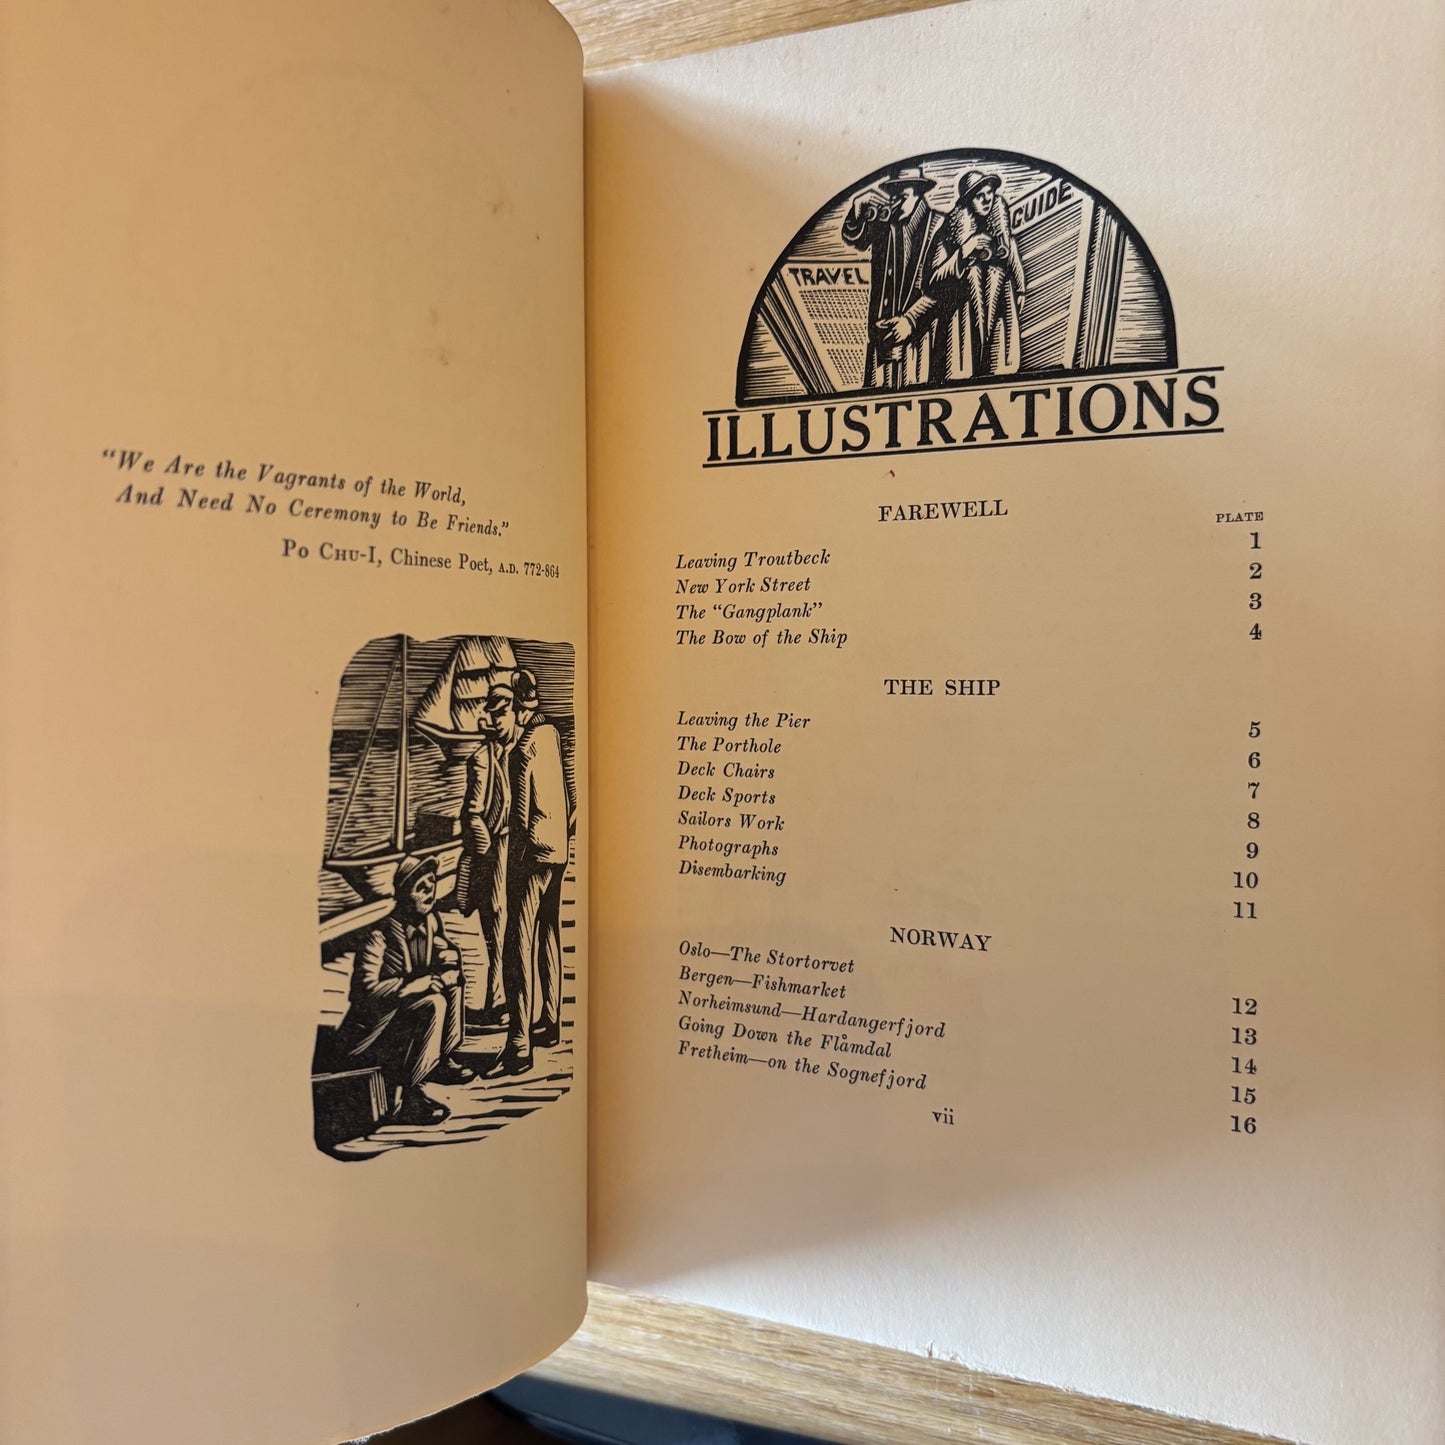 “We Are the Vagrants of the World,
And Need No Ceremony to Be Friends.”
Po Chu-I, Chinese Poet, A.D. 772-864
TRAVEL GUIDE
ILLUSTRATIONS
FAREWELL
PLATE
Leaving Troutbeck 1
New York Street 2
The “Gangplank” 3
The Bow of the Ship 4
THE SHIP
Leaving the Pier 5
The Porthole 6
Deck Chairs 7
Deck Sports 8
Sailors Work 9
Photographs 10
Disembarking 11
NORWAY
Oslo—The Stortorvet 12
Bergen—Fishmarket 13
Norheimsund—Hardangerfjord 14
Going Down the Flåmdal 15
Fretheim—on the Sognefjord 16
vii